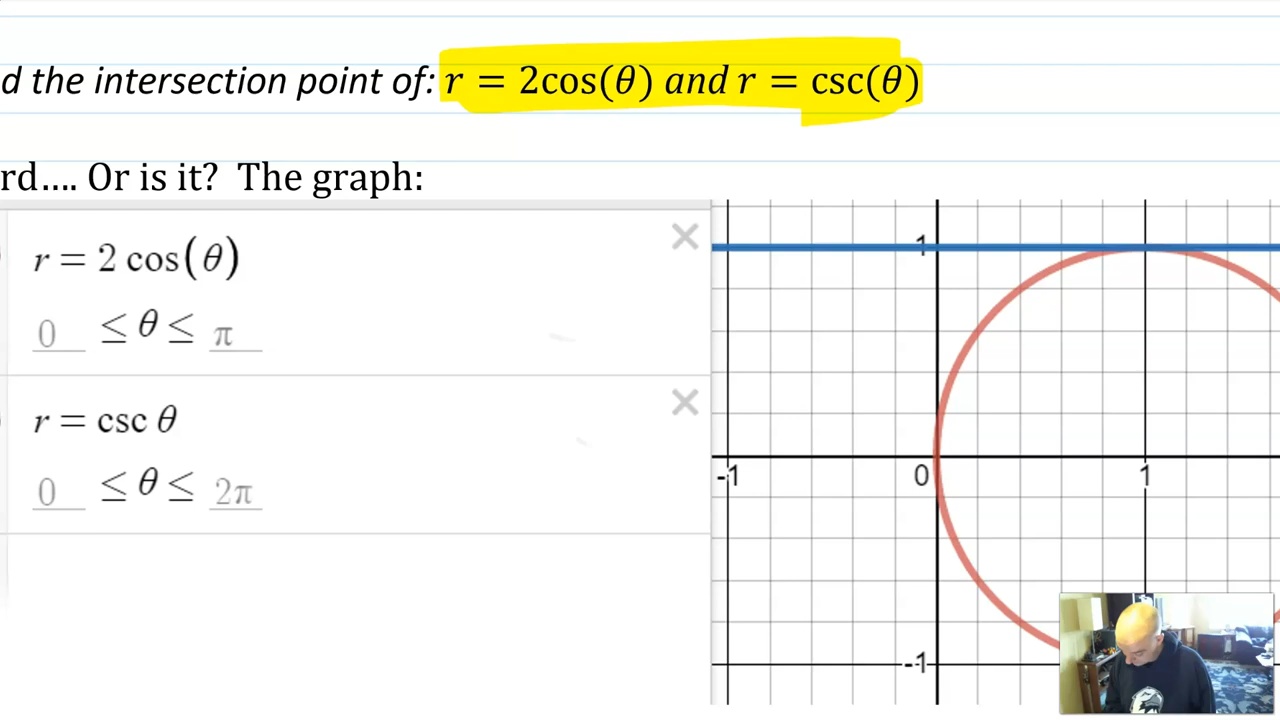 d the intersection point of: r = 2cos(θ) and r = csc(θ)
rd.... Or is it? The graph:
r = 2 cos(θ)
0 ≤ θ ≤ π
r = csc θ
0 ≤ θ ≤ 2π
1
-1 0 1
-1